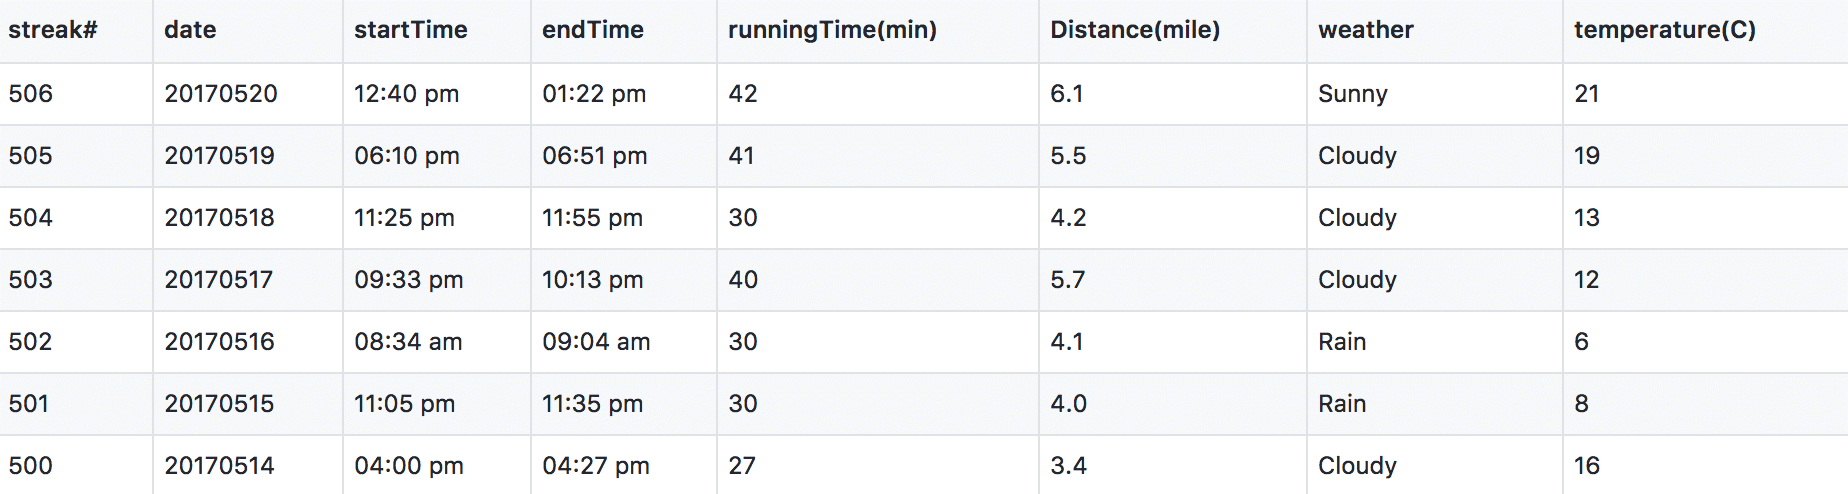 streak# date startTime endTime runningTime(min) Distance(mile) weather temperature(C)
506 20170520 12:40 pm 01:22 pm 42 6.1 Sunny 21
505 20170519 06:10 pm 06:51 pm 41 5.5 Cloudy 19
504 20170518 11:25 pm 11:55 pm 30 4.2 Cloudy 13
503 20170517 09:33 pm 10:13 pm 40 5.7 Cloudy 12
502 20170516 08:34 am 09:04 am 30 4.1 Rain 6
501 20170515 11:05 pm 11:35 pm 30 4.0 Rain 8
500 20170514 04:00 pm 04:27 pm 27 3.4 Cloudy 16